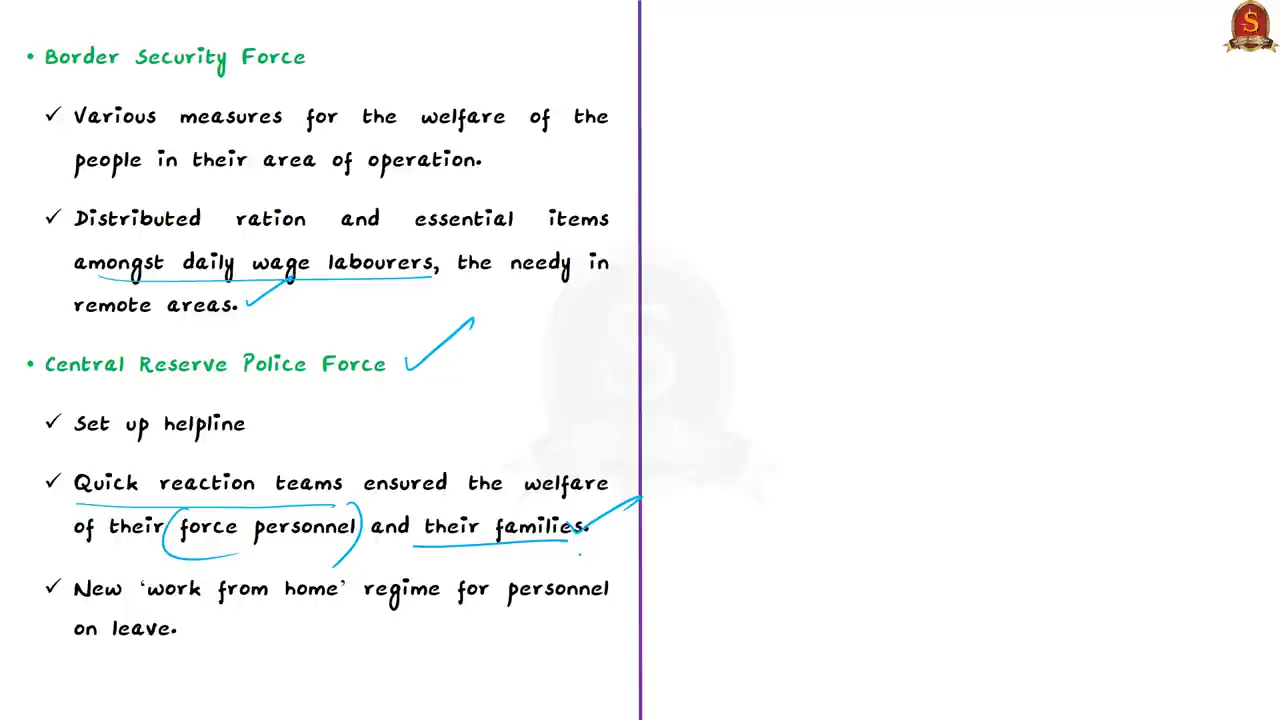 • Border Security Force
✓ Various measures for the welfare of the
people in their area of operation.
✓ Distributed ration and essential items
amongst daily wage labourers, the needy in
remote areas.
• Central Reserve Police Force
✓ Set up helpline
✓ Quick reaction teams ensured the welfare
of their force personnel and their families.
✓ New ‘work from home’ regime for personnel
on leave.